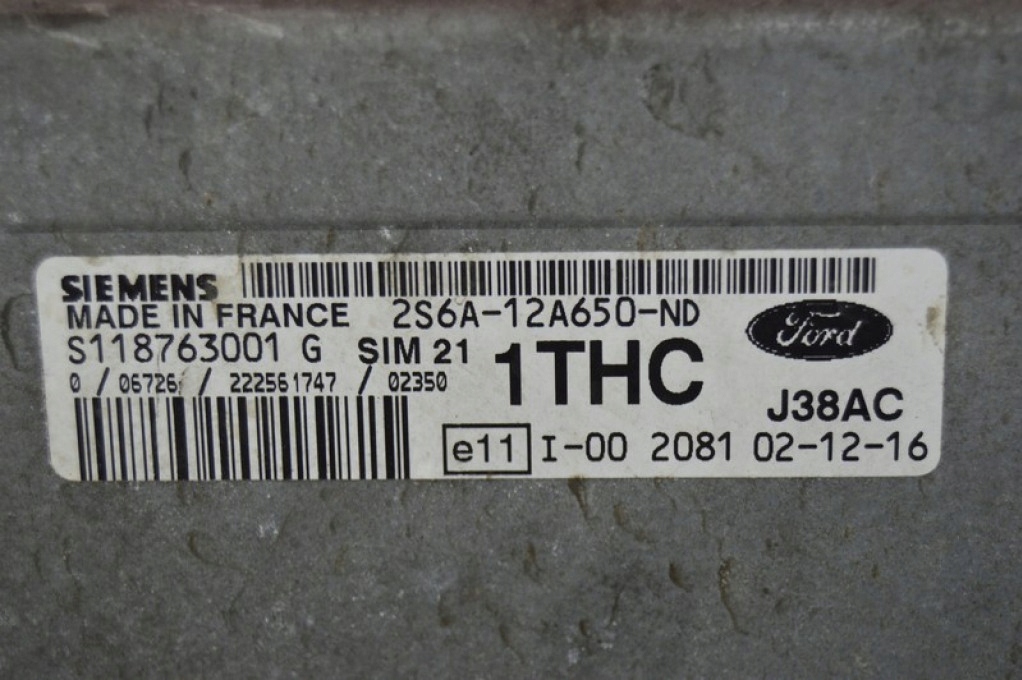 SIEMENS
MADE IN FRANCE 2S6A-12A650-ND
Ford
S118763001 G SIM 21
1THC
0 / 06726 / 222561747 / 02350
J38AC
e11 I-00 2081 02-12-16